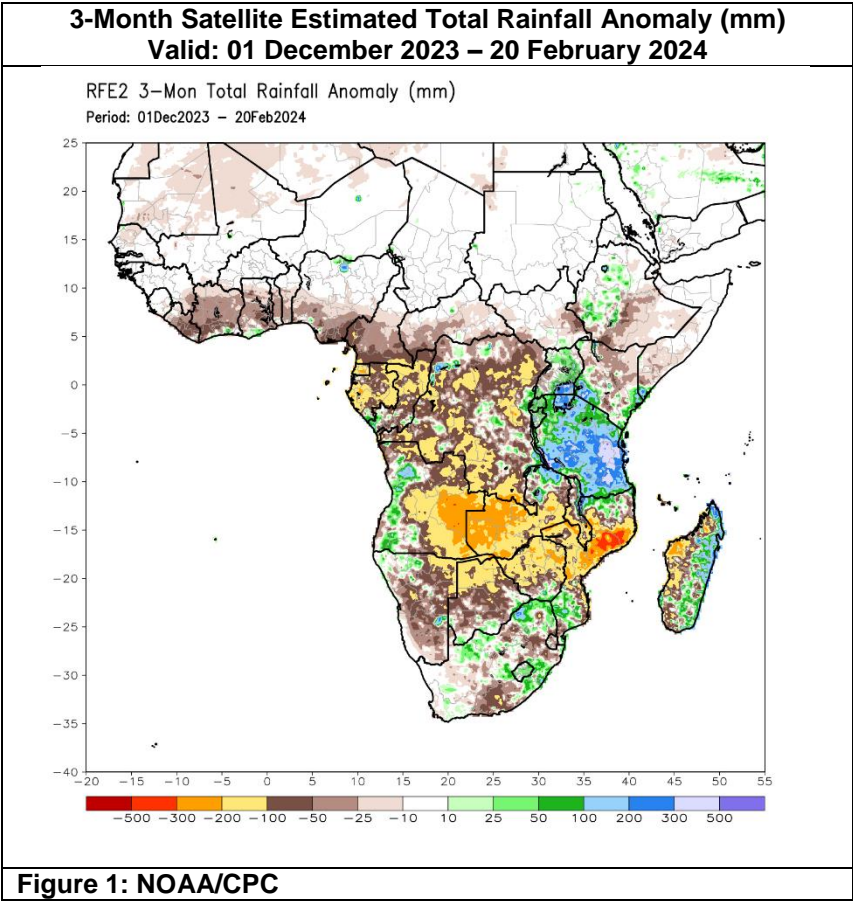 3-Month Satellite Estimated Total Rainfall Anomaly (mm)
Valid: 01 December 2023 – 20 February 2024
RFE2 3-Mon Total Rainfall Anomaly (mm)
Period: 01Dec2023 - 20Feb2024
25
20
15
10
5
0
-5
-10
-15
-20
-25
-30
-35
-40
-20 -15 -10 -5 0 5 10 15 20 25 30 35 40 45 50 55
-500 -300 -200 -100 -50 -25 -10 10 25 50 100 200 300 500
Figure 1: NOAA/CPC